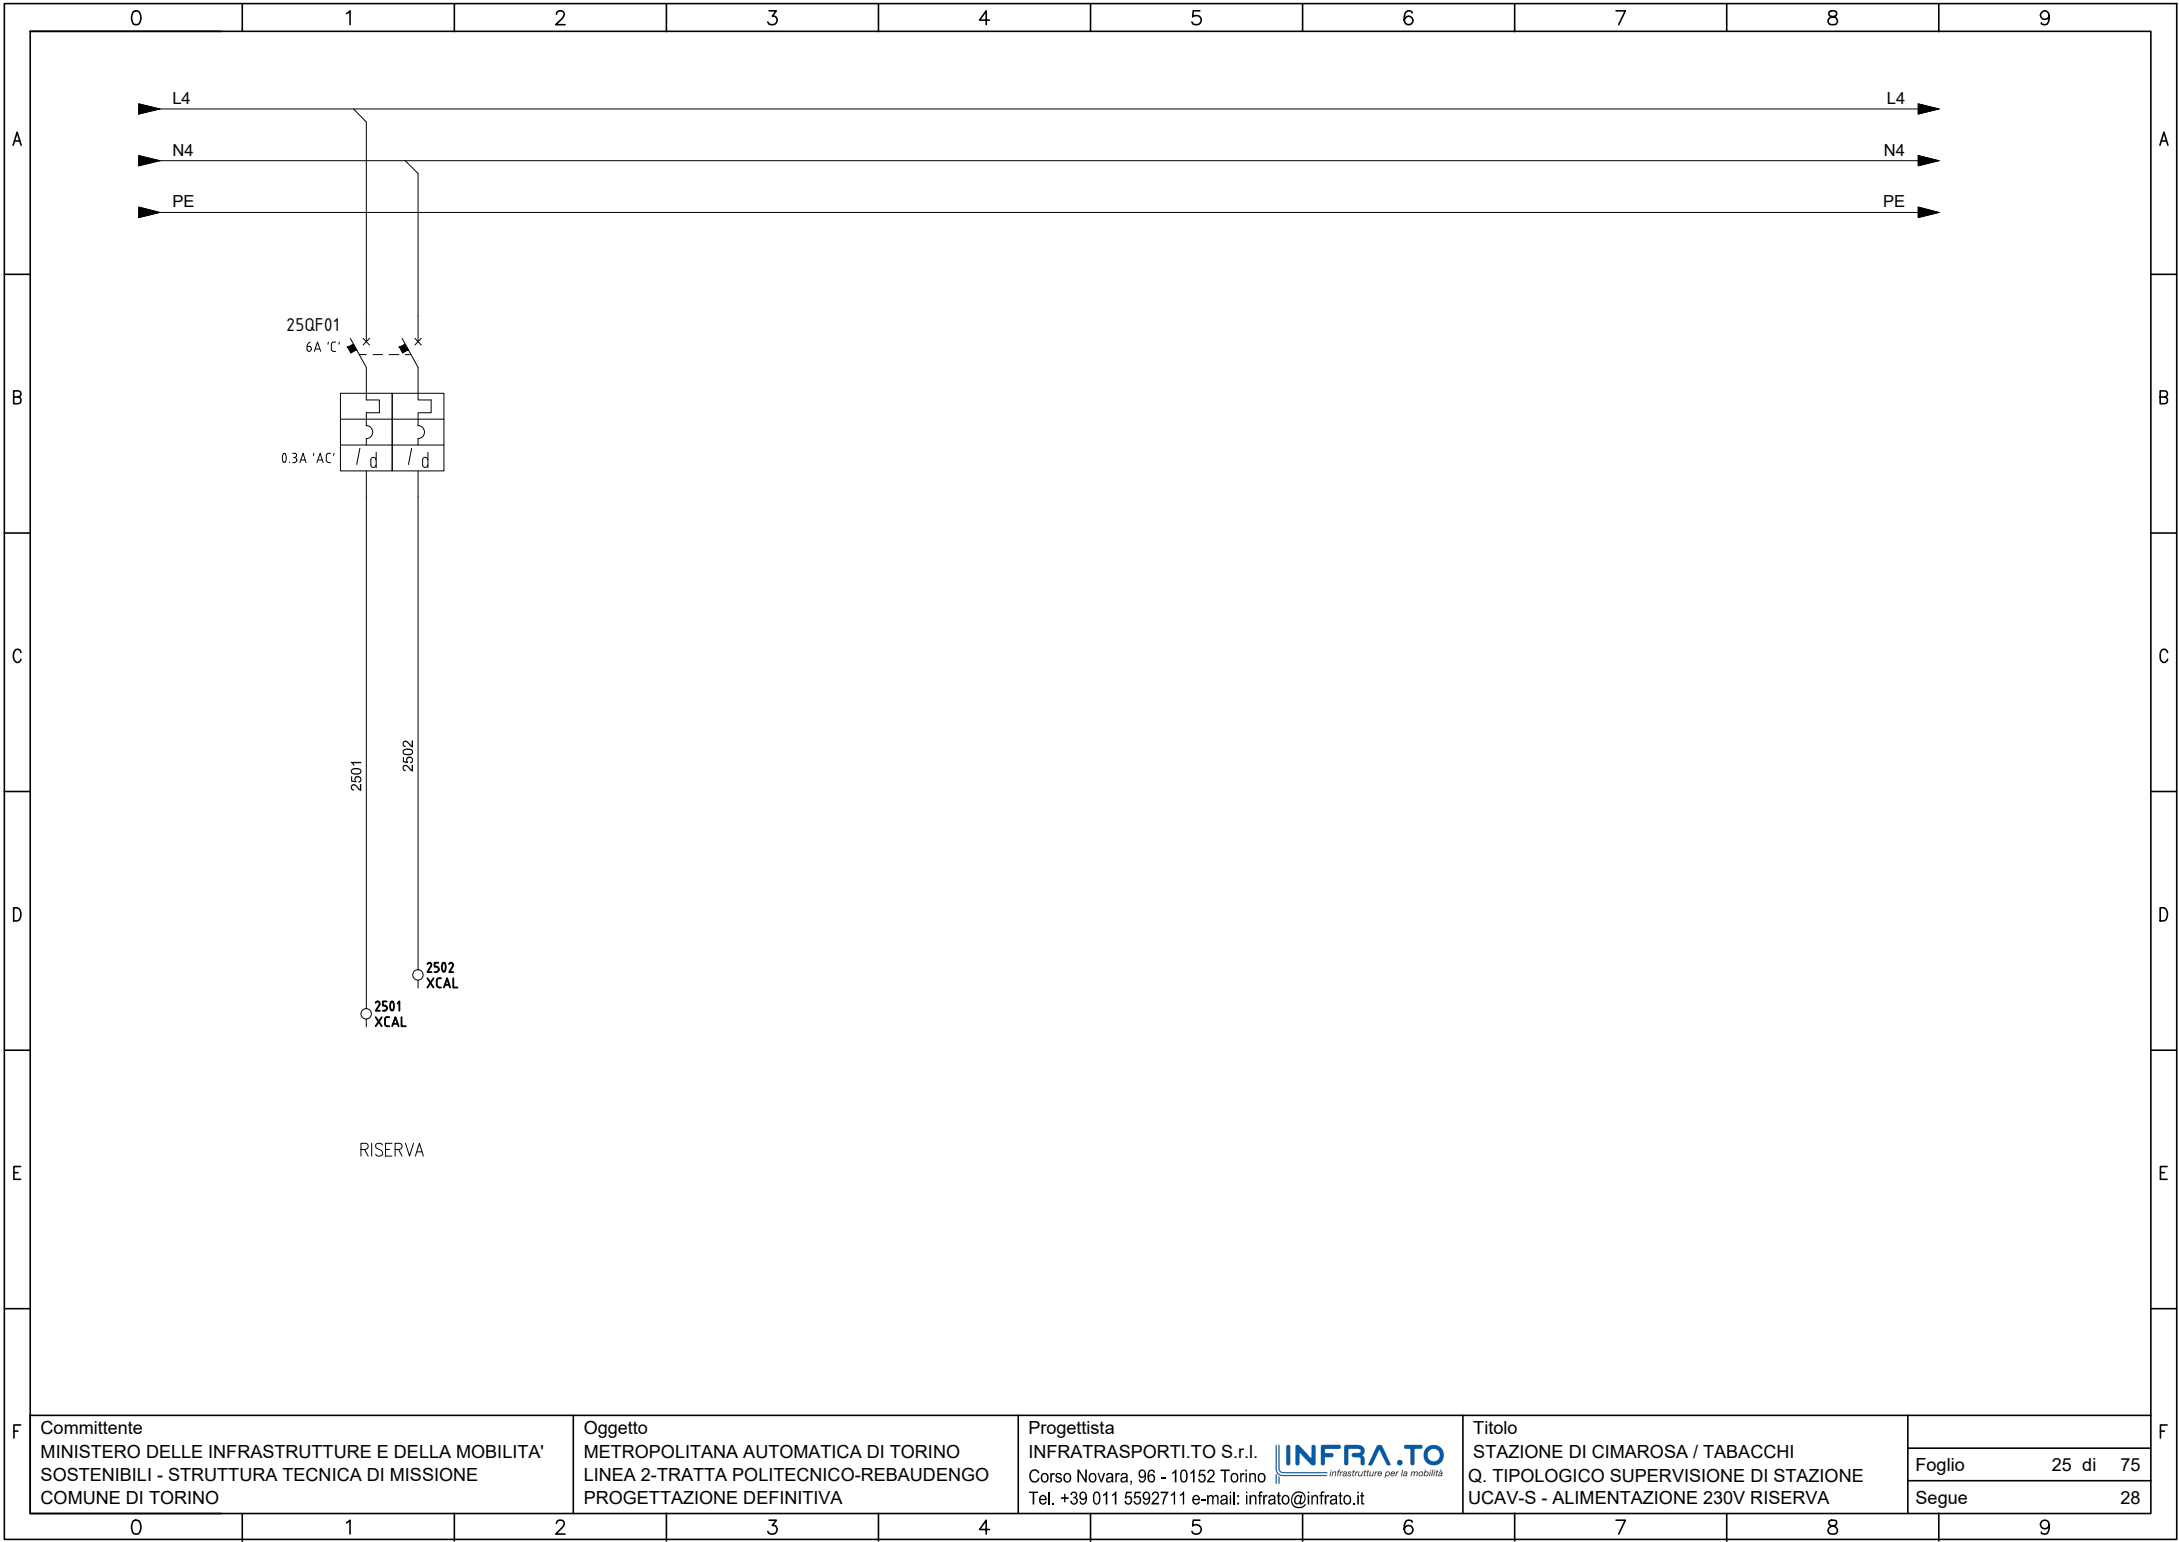 0 1 2 3 4 5 6 7 8 9
L4 L4
A A
N4 N4
PE PE
25QF01
6A 'C'
B B
0.3A 'AC' / d / d
C C
2501 2502
D D
2502
XCAL
2501
XCAL
RISERVA
E E
F F
Committente
MINISTERO DELLE INFRASTRUTTURE E DELLA MOBILITA'
SOSTENIBILI - STRUTTURA TECNICA DI MISSIONE
COMUNE DI TORINO
Oggetto
METROPOLITANA AUTOMATICA DI TORINO
LINEA 2-TRATTA POLITECNICO-REBAUDENGO
PROGETTAZIONE DEFINITIVA
Progettista
INFRATRASPORTI.TO S.r.l.
Corso Novara, 96 - 10152 Torino
Tel. +39 011 5592711 e-mail: infrato@infrato.it
INFRA.TO
infrastrutture per la mobilità
Titolo
STAZIONE DI CIMAROSA / TABACCHI
Q. TIPOLOGICO SUPERVISIONE DI STAZIONE
UCAV-S - ALIMENTAZIONE 230V RISERVA
Foglio 25 di 75
Segue 28
0 1 2 3 4 5 6 7 8 9